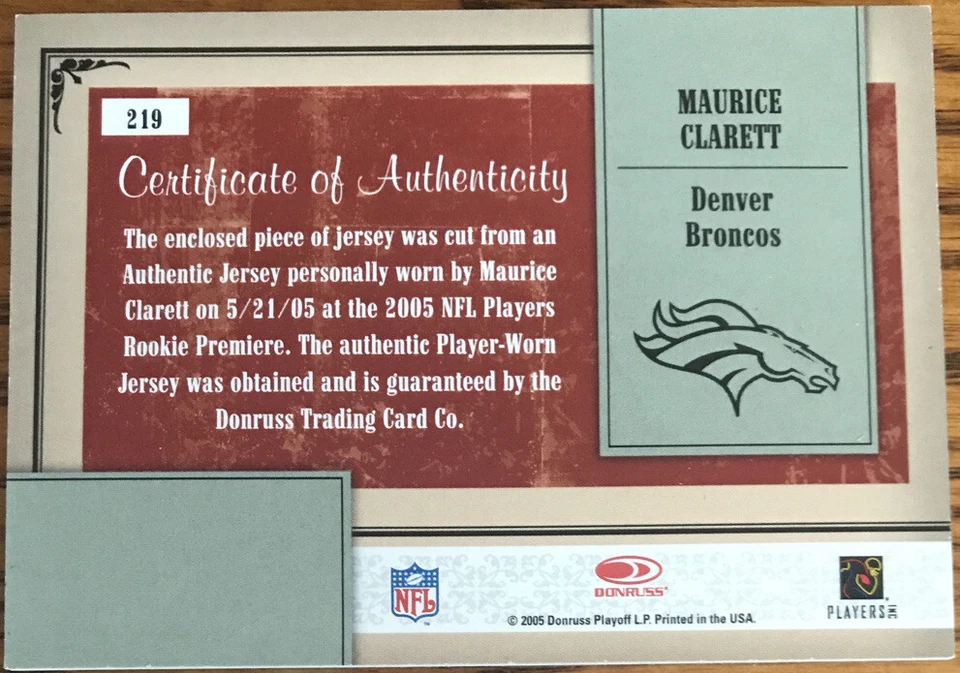 219
Certificate of Authenticity
The enclosed piece of jersey was cut from an
Authentic Jersey personally worn by Maurice
Clarett on 5/21/05 at the 2005 NFL Players
Rookie Premiere. The authentic Player-Worn
Jersey was obtained and is guaranteed by the
Donruss Trading Card Co.
MAURICE
CLARETT
Denver
Broncos
NFL
DONRUSS
PLAYERS INC
© 2005 Donruss Playoff L.P. Printed in the USA.